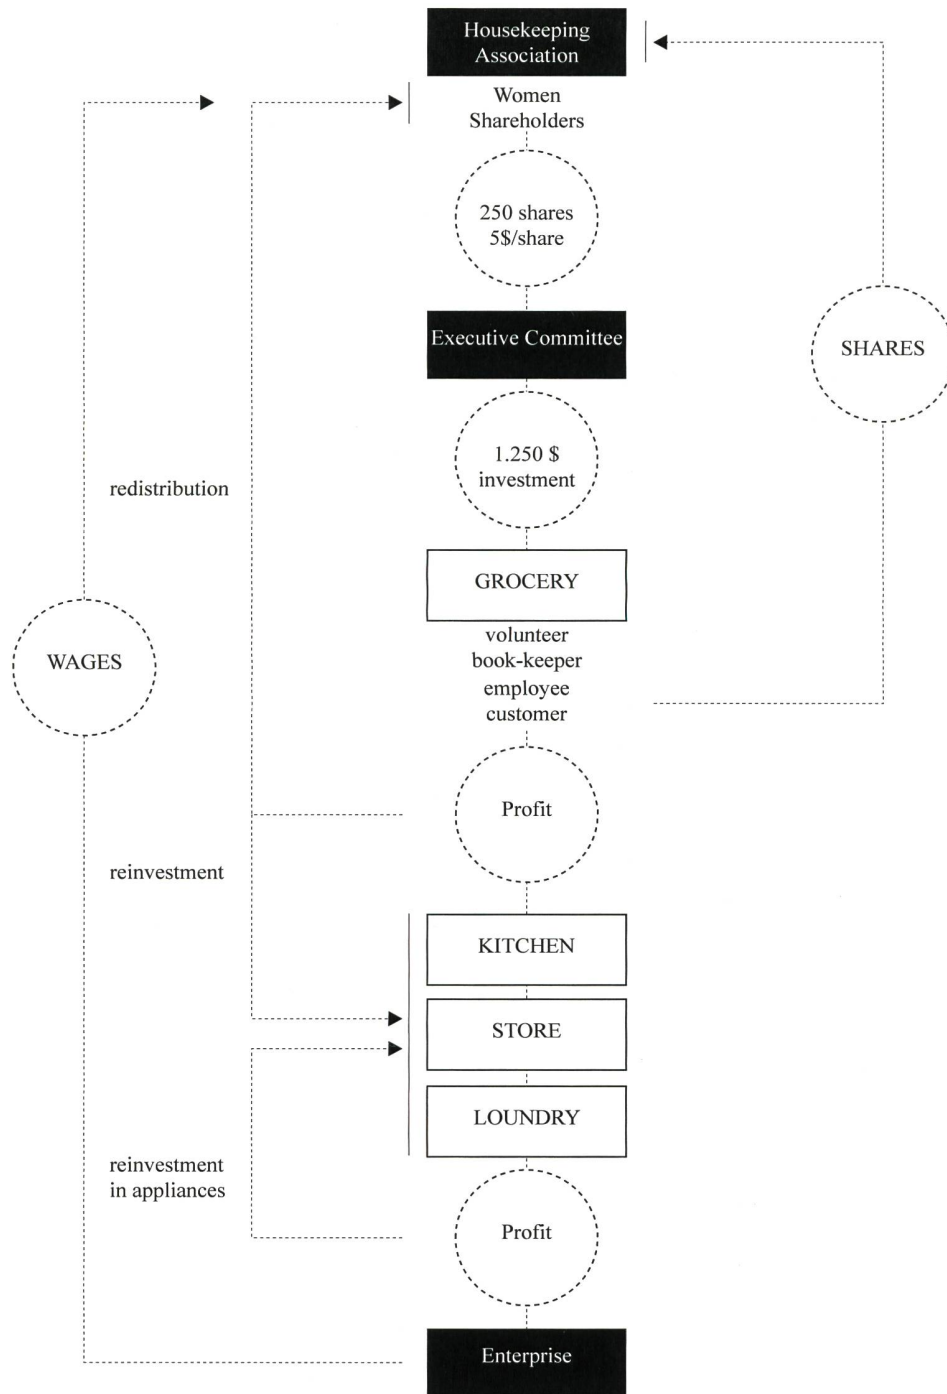 Housekeeping
Association
Women
Shareholders
250 shares
5$/share
Executive Committee
SHARES
1.250 $
investment
redistribution
GROCERY
volunteer
book-keeper
employee
customer
WAGES
Profit
reinvestment
KITCHEN
STORE
LOUNDRY
reinvestment
in appliances
Profit
Enterprise